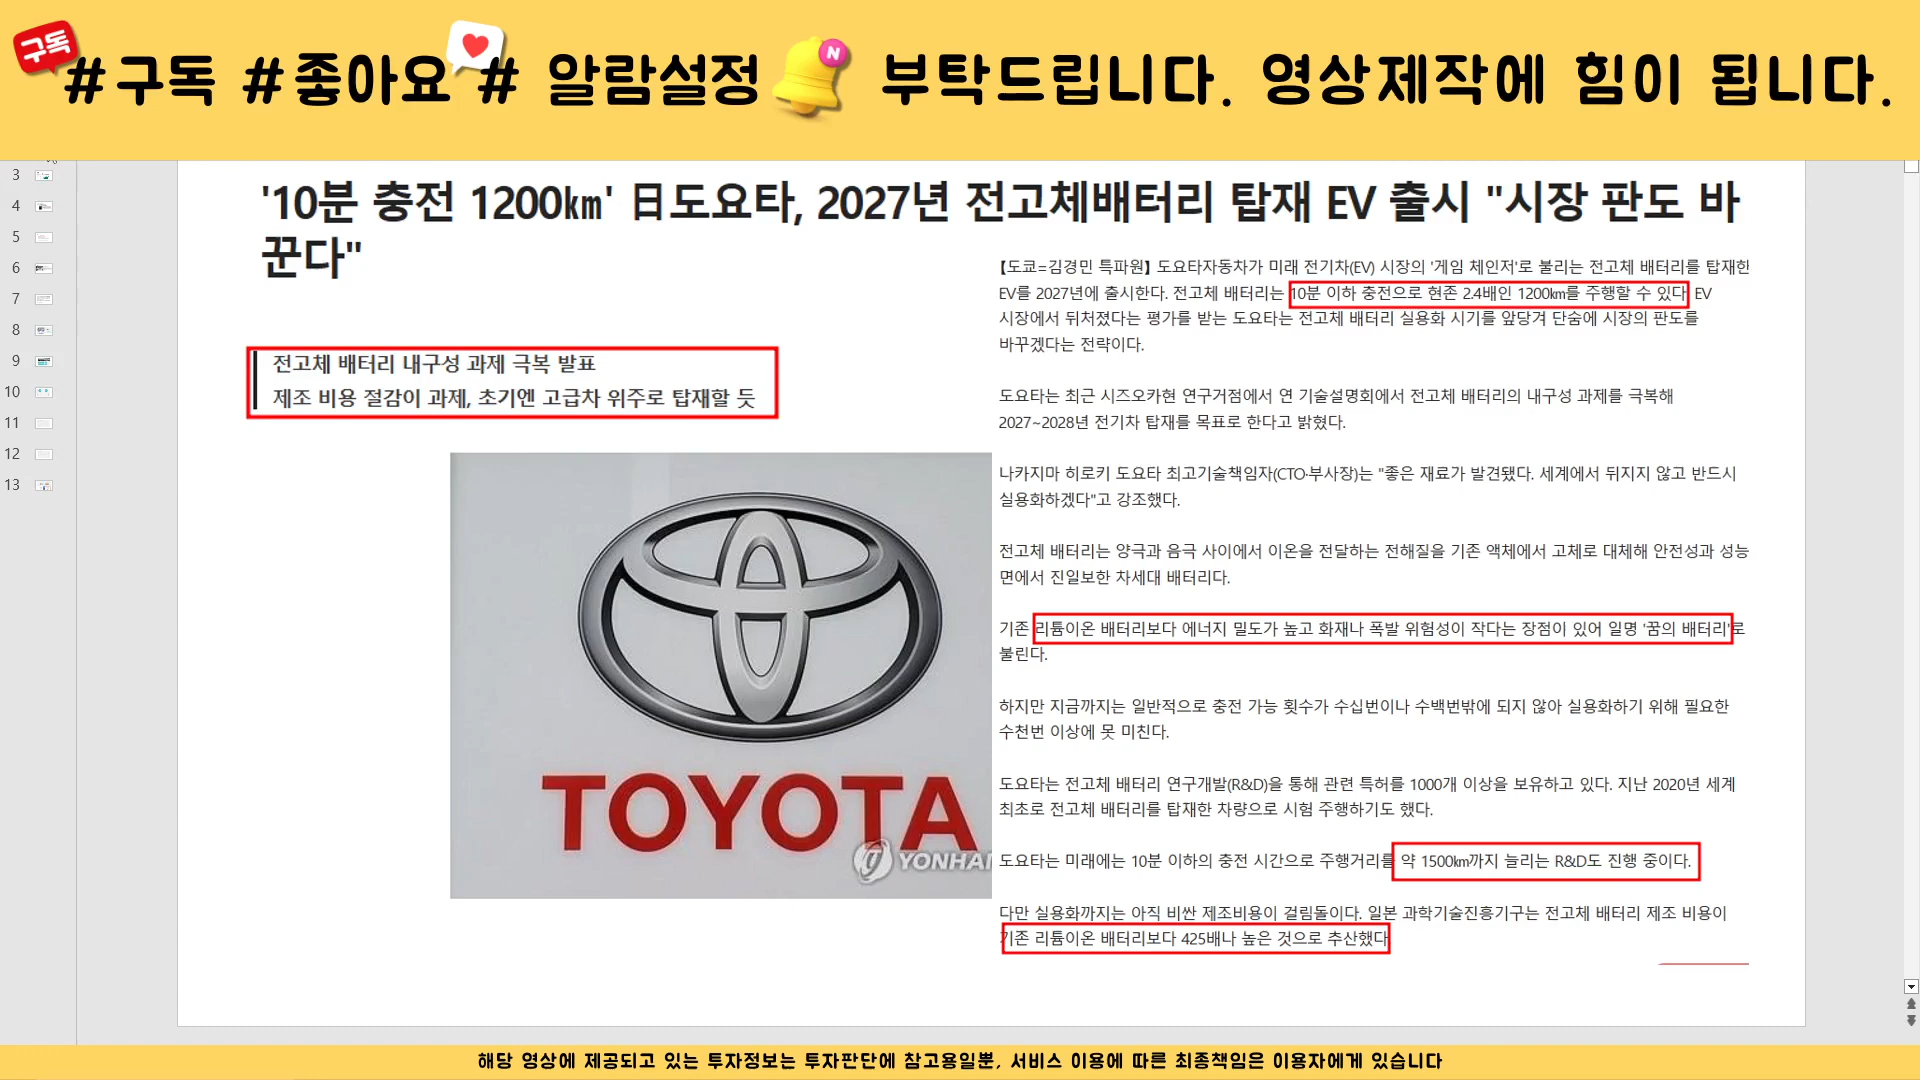 구독
#구독 #좋아요 # 알람설정 N 부탁드립니다. 영상제작에 힘이 됩니다.
3
4
5
6
7
8
9
10
11
12
13
'10분 충전 1200㎞' 日도요타, 2027년 전고체배터리 탑재 EV 출시 "시장 판도 바
꾼다"
전고체 배터리 내구성 과제 극복 발표
제조 비용 절감이 과제, 초기엔 고급차 위주로 탑재할 듯
TOYOTA
YONHAN
【도쿄=김경민 특파원】 도요타자동차가 미래 전기차(EV) 시장의 '게임 체인저'로 불리는 전고체 배터리를 탑재한
EV를 2027년에 출시한다. 전고체 배터리는 10분 이하 충전으로 현존 2.4배인 1200㎞를 주행할 수 있다. EV
시장에서 뒤처졌다는 평가를 받는 도요타는 전고체 배터리 실용화 시기를 앞당겨 단숨에 시장의 판도를
바꾸겠다는 전략이다.
도요타는 최근 시즈오카현 연구거점에서 연 기술설명회에서 전고체 배터리의 내구성 과제를 극복해
2027~2028년 전기차 탑재를 목표로 한다고 밝혔다.
나카지마 히로키 도요타 최고기술책임자(CTO·부사장)는 "좋은 재료가 발견됐다. 세계에서 뒤지지 않고 반드시
실용화하겠다"고 강조했다.
전고체 배터리는 양극과 음극 사이에서 이온을 전달하는 전해질을 기존 액체에서 고체로 대체해 안전성과 성능
면에서 진일보한 차세대 배터리다.
기존 리튬이온 배터리보다 에너지 밀도가 높고 화재나 폭발 위험성이 작다는 장점이 있어 일명 '꿈의 배터리'로
불린다.
하지만 지금까지는 일반적으로 충전 가능 횟수가 수십번이나 수백번밖에 되지 않아 실용화하기 위해 필요한
수천번 이상에 못 미친다.
도요타는 전고체 배터리 연구개발(R&D)을 통해 관련 특허를 1000개 이상을 보유하고 있다. 지난 2020년 세계
최초로 전고체 배터리를 탑재한 차량으로 시험 주행하기도 했다.
도요타는 미래에는 10분 이하의 충전 시간으로 주행거리를 약 1500㎞까지 늘리는 R&D도 진행 중이다.
다만 실용화까지는 아직 비싼 제조비용이 걸림돌이다. 일본 과학기술진흥기구는 전고체 배터리 제조 비용이
기존 리튬이온 배터리보다 425배나 높은 것으로 추산했다
해당 영상에 제공되고 있는 투자정보는 투자판단에 참고용일뿐, 서비스 이용에 따른 최종책임은 이용자에게 있습니다